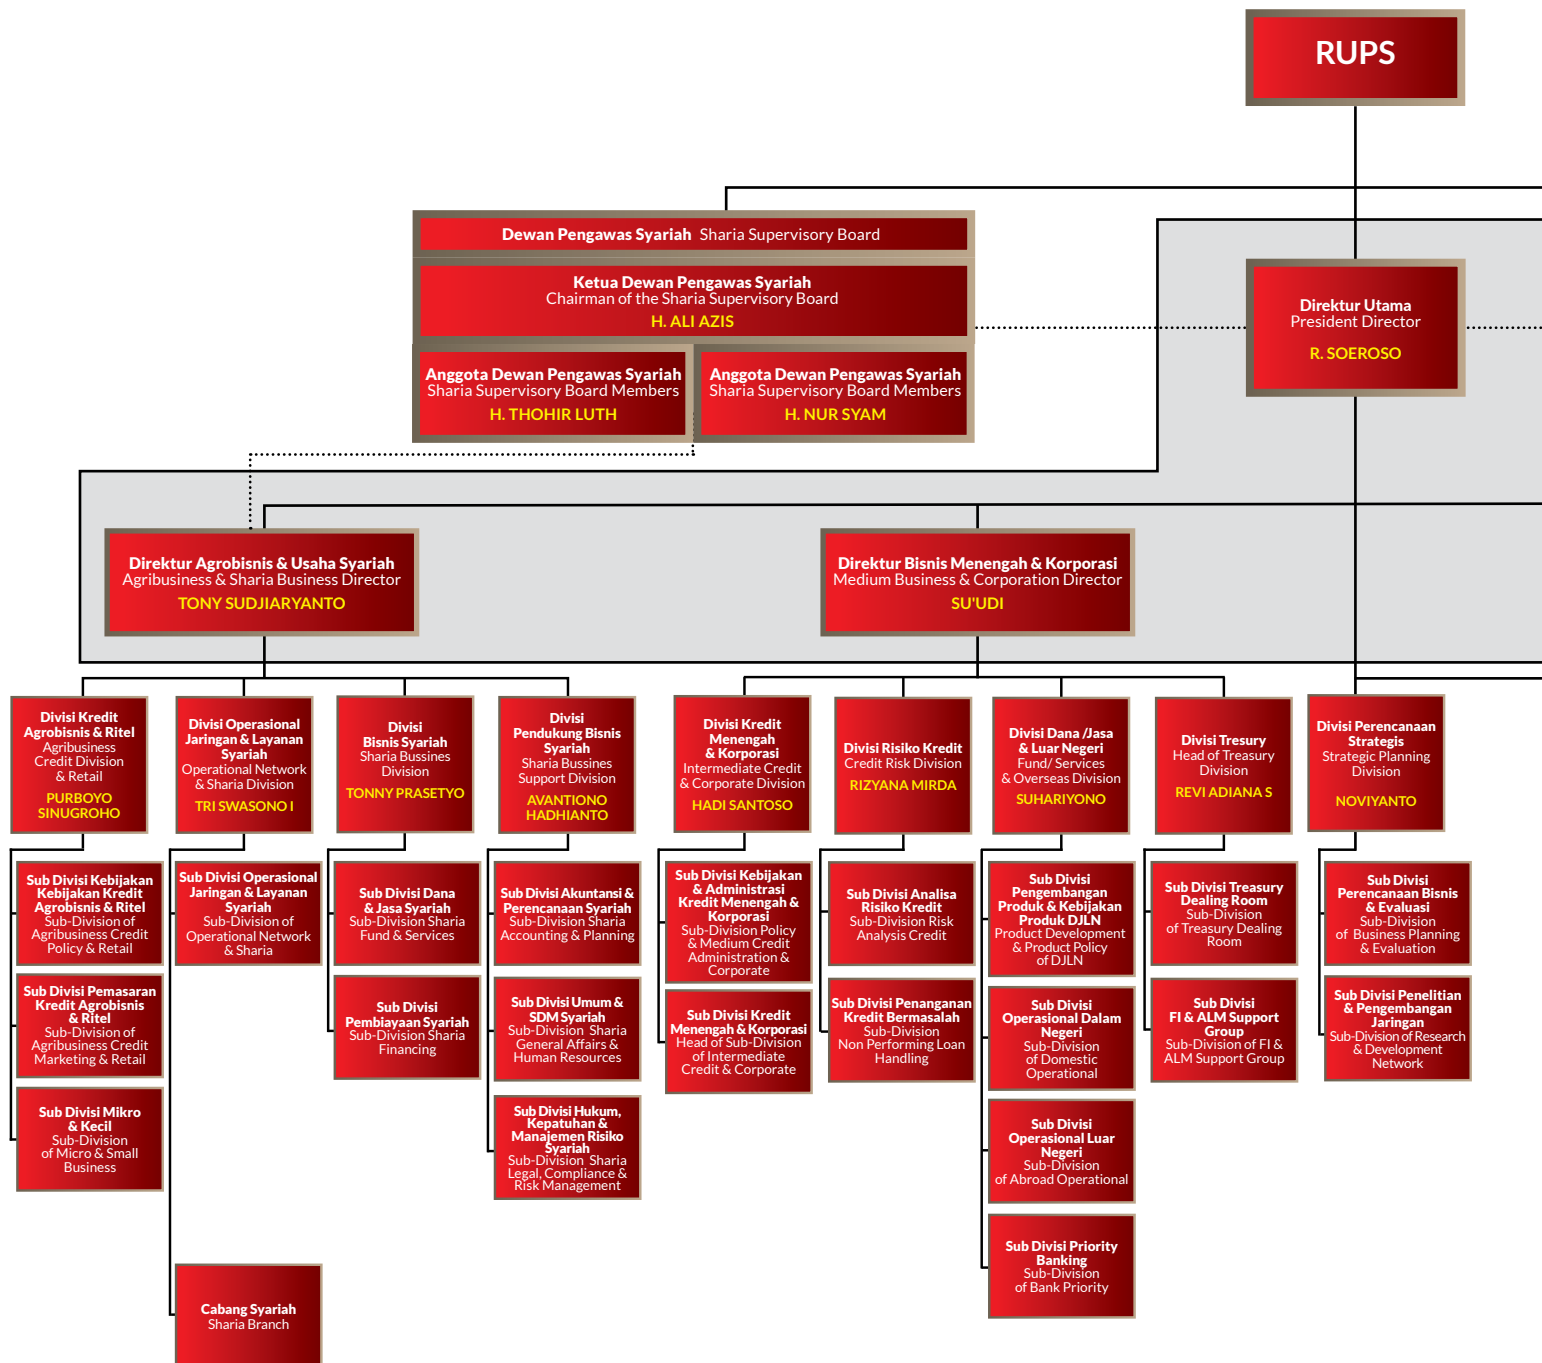 RUPS
Dewan Pengawas Syariah Sharia Supervisory Board
Ketua Dewan Pengawas Syariah
Chairman of the Sharia Supervisory Board
H. ALI AZIS
Anggota Dewan Pengawas Syariah
Sharia Supervisory Board Members
H. THOHIR LUTH
Anggota Dewan Pengawas Syariah
Sharia Supervisory Board Members
H. NUR SYAM
Direktur Utama
President Director
R. SOEROSO
Direktur Agrobisnis & Usaha Syariah
Agribusiness & Sharia Business Director
TONY SUDJIARYANTO
Direktur Bisnis Menengah & Korporasi
Medium Business & Corporation Director
SU'UDI
Divisi Kredit
Agrobisnis & Ritel
Agribusiness
Credit Division
& Retail
PURBOYO
SINUGROHO
Divisi Operasional
Jaringan & Layanan
Syariah
Operational Network
& Sharia Division
TRI SWASONO I
Divisi
Bisnis Syariah
Sharia Bussines
Division
TONNY PRASETYO
Divisi
Pendukung Bisnis
Syariah
Sharia Bussines
Support Division
AVANTIONO
HADHIANTO
Divisi Kredit
Menengah
& Korporasi
Intermediate Credit
& Corporate Division
HADI SANTOSO
Divisi Risiko Kredit
Credit Risk Division
RIZYANA MIRDA
Divisi Dana /Jasa
& Luar Negeri
Fund/ Services
& Overseas Division
SUHARIYONO
Divisi Tresury
Head of Treasury
Division
REVI ADIANA S
Divisi Perencanaan
Strategis
Strategic Planning
Division
NOVIYANTO
Sub Divisi Kebijakan
Kebijakan Kredit
Agrobisnis & Ritel
Sub-Division of
Agribusiness Credit
Policy & Retail
Sub Divisi Pemasaran
Kredit Agrobisnis
& Ritel
Sub-Division of
Agribusiness Credit
Marketing & Retail
Sub Divisi Mikro
& Kecil
Sub-Division
of Micro & Small
Business
Sub Divisi Operasional
Jaringan & Layanan
Syariah
Sub-Division of
Operational Network
& Sharia
Cabang Syariah
Sharia Branch
Sub Divisi Dana
& Jasa Syariah
Sub-Division Sharia
Fund & Services
Sub Divisi
Pembiayaan Syariah
Sub-Division Sharia
Financing
Sub Divisi Akuntansi &
Perencanaan Syariah
Sub-Division Sharia
Accounting & Planning
Sub Divisi Umum &
SDM Syariah
Sub-Division Sharia
General Affairs &
Human Resources
Sub Divisi Hukum,
Kepatuhan &
Manajemen Risiko
Syariah
Sub-Division Sharia
Legal, Compliance &
Risk Management
Sub Divisi Kebijakan
& Administrasi
Kredit Menengah &
Korporasi
Sub-Division Policy
& Medium Credit
Administration &
Corporate
Sub Divisi Kredit
Menengah & Korporasi
Head of Sub-Division
of Intermediate
Credit & Corporate
Sub Divisi Analisa
Risiko Kredit
Sub-Division Risk
Analysis Credit
Sub Divisi Penanganan
Kredit Bermasalah
Sub-Division
Non Performing Loan
Handling
Sub Divisi
Pengembangan
Produk & Kebijakan
Produk DJLN
Product Development
& Product Policy
of DJLN
Sub Divisi
Operasional Dalam
Negeri
Sub-Division
of Domestic
Operational
Sub Divisi
Operasional Luar
Negeri
Sub-Division
of Abroad Operational
Sub Divisi Priority
Banking
Sub-Division
of Bank Priority
Sub Divisi Treasury
Dealing Room
Sub-Division
of Treasury Dealing
Room
Sub Divisi
FI & ALM Support
Group
Sub-Division of FI &
ALM Support Group
Sub Divisi
Perencanaan Bisnis
& Evaluasi
Sub-Division
of Business Planning
& Evaluation
Sub Divisi Penelitian
& Pengembangan
Jaringan
Sub-Division of Research
& Development
Network